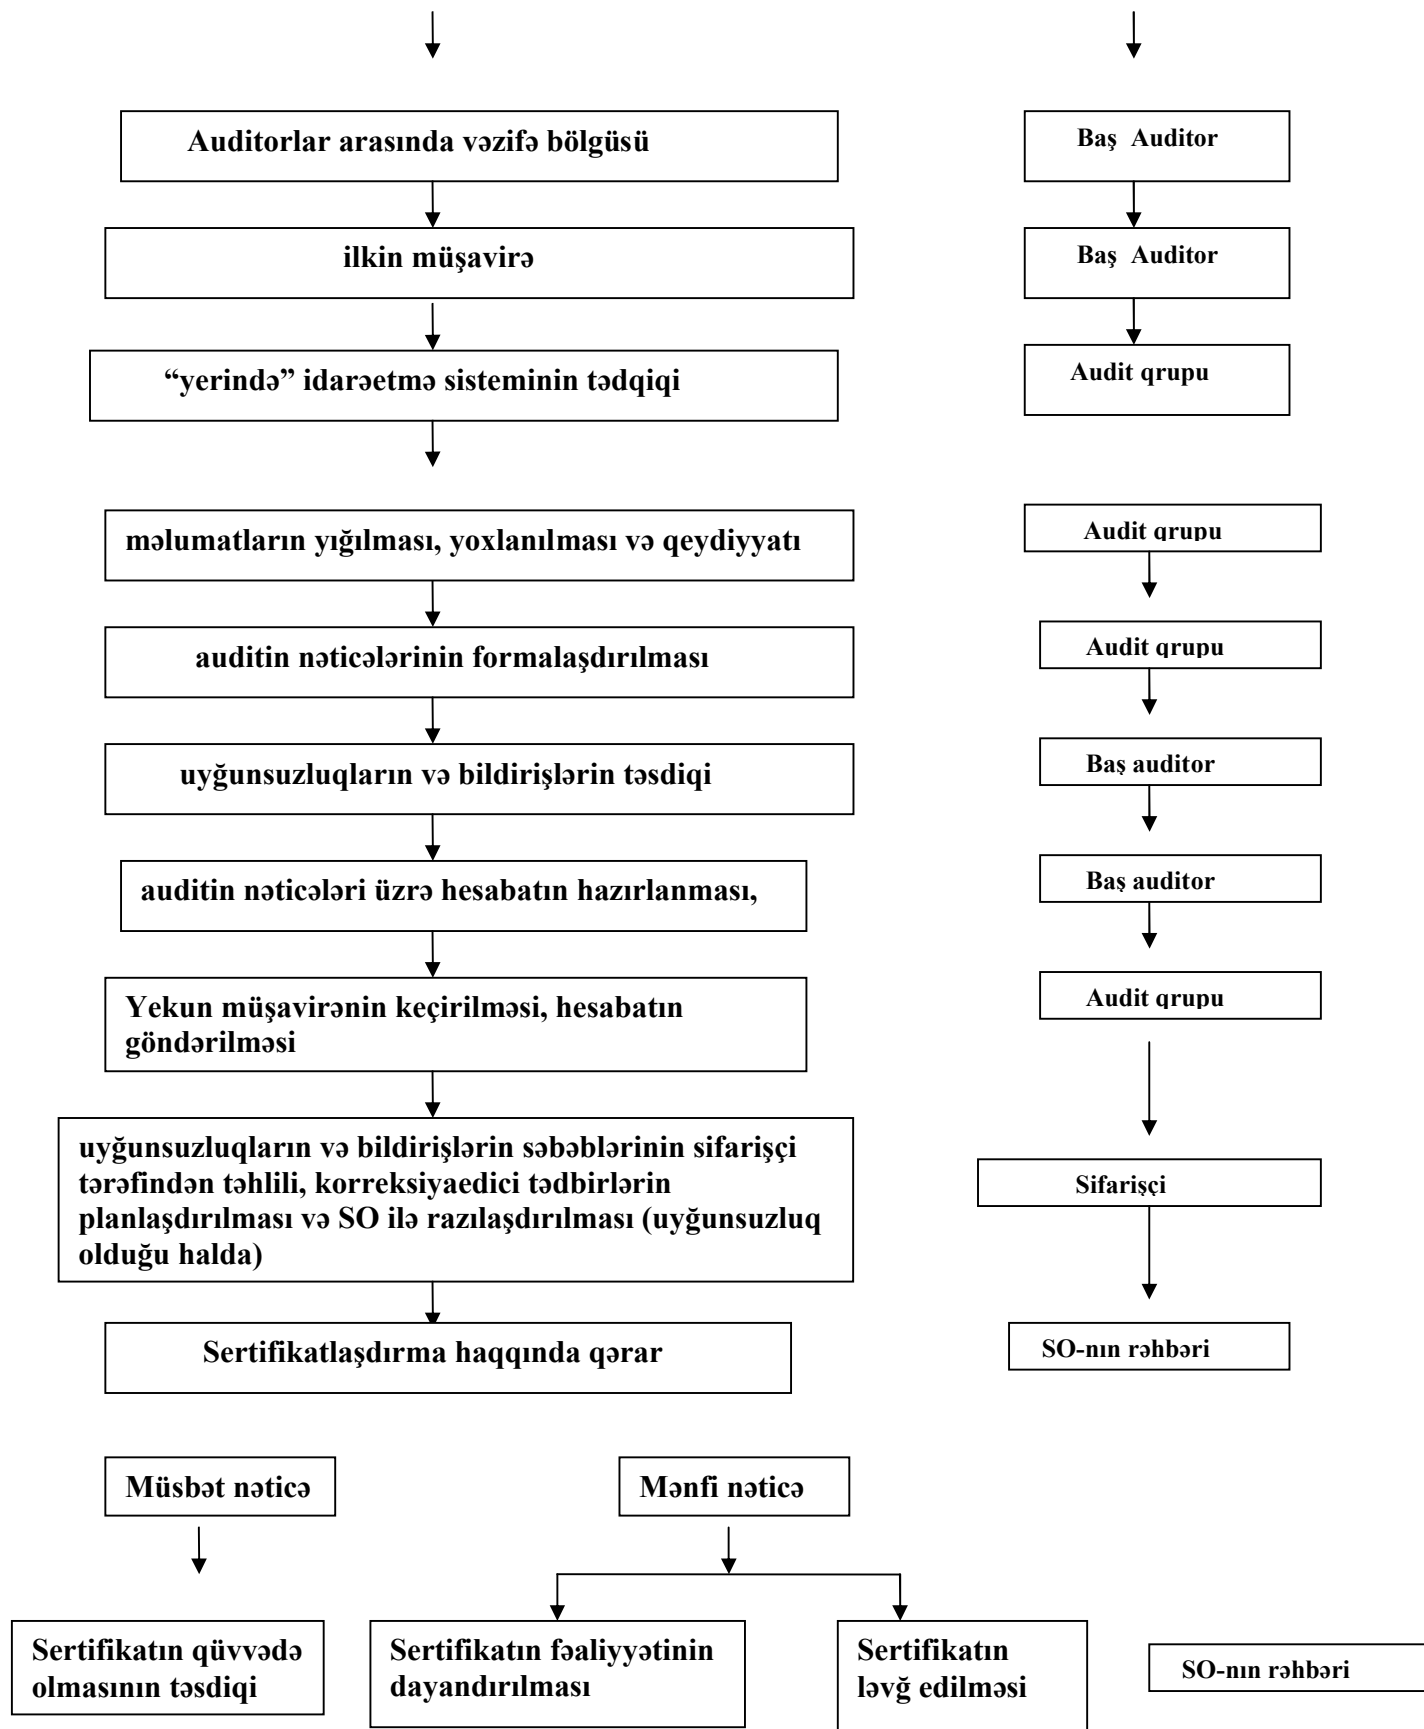 Auditorlar arasında vəzifə bölgüsü
Baş Auditor
ilkin müşavirə
Baş Auditor
“yerində” idarəetmə sisteminin tədqiqi
Audit qrupu
məlumatların yığılması, yoxlanılması və qeydiyyatı
Audit qrupu
auditin nəticələrinin formalaşdırılması
Audit qrupu
uyğunsuzluqların və bildirişlərin təsdiqi
Baş auditor
auditin nəticələri üzrə hesabatın hazırlanması,
Baş auditor
Yekun müşavirənin keçirilməsi, hesabatın
göndərilməsi
Audit qrupu
uyğunsuzluqların və bildirişlərin səbəblərinin sifarişçi
tərəfindən təhlili, korreksiyaedici tədbirlərin
planlaşdırılması və SO ilə razılaşdırılması (uyğunsuzluq
olduğu halda)
Sifarişçi
Sertifikatlaşdırma haqqında qərar
SO-nın rəhbəri
Müsbət nəticə
Mənfi nəticə
Sertifikatın qüvvədə
olmasının təsdiqi
Sertifikatın fəaliyyətinin
dayandırılması
Sertifikatın
ləvğ edilməsi
SO-nın rəhbəri